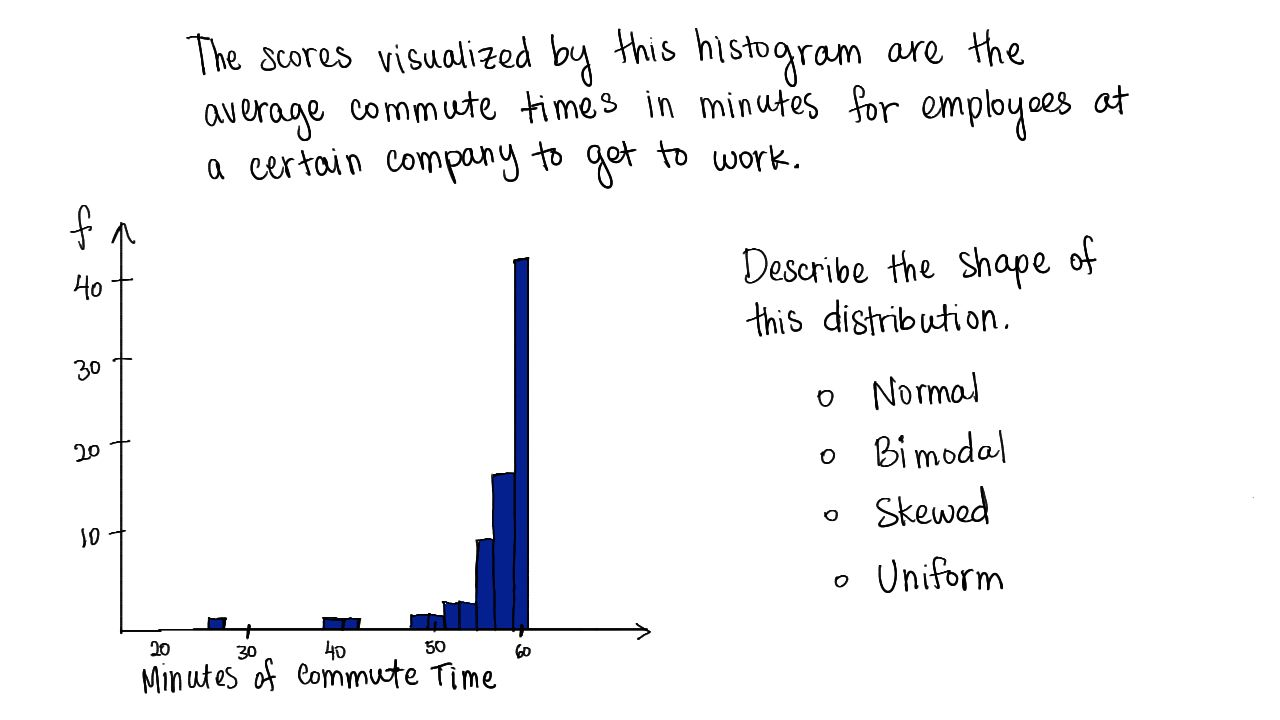 The scores visualized by this histogram are the
average commute times in minutes for employees at
a certain company to get to work.
f
40
30
20
10
20 30 40 50 60
Minutes of Commute Time
Describe the shape of
this distribution.
Normal
Bimodal
Skewed
Uniform